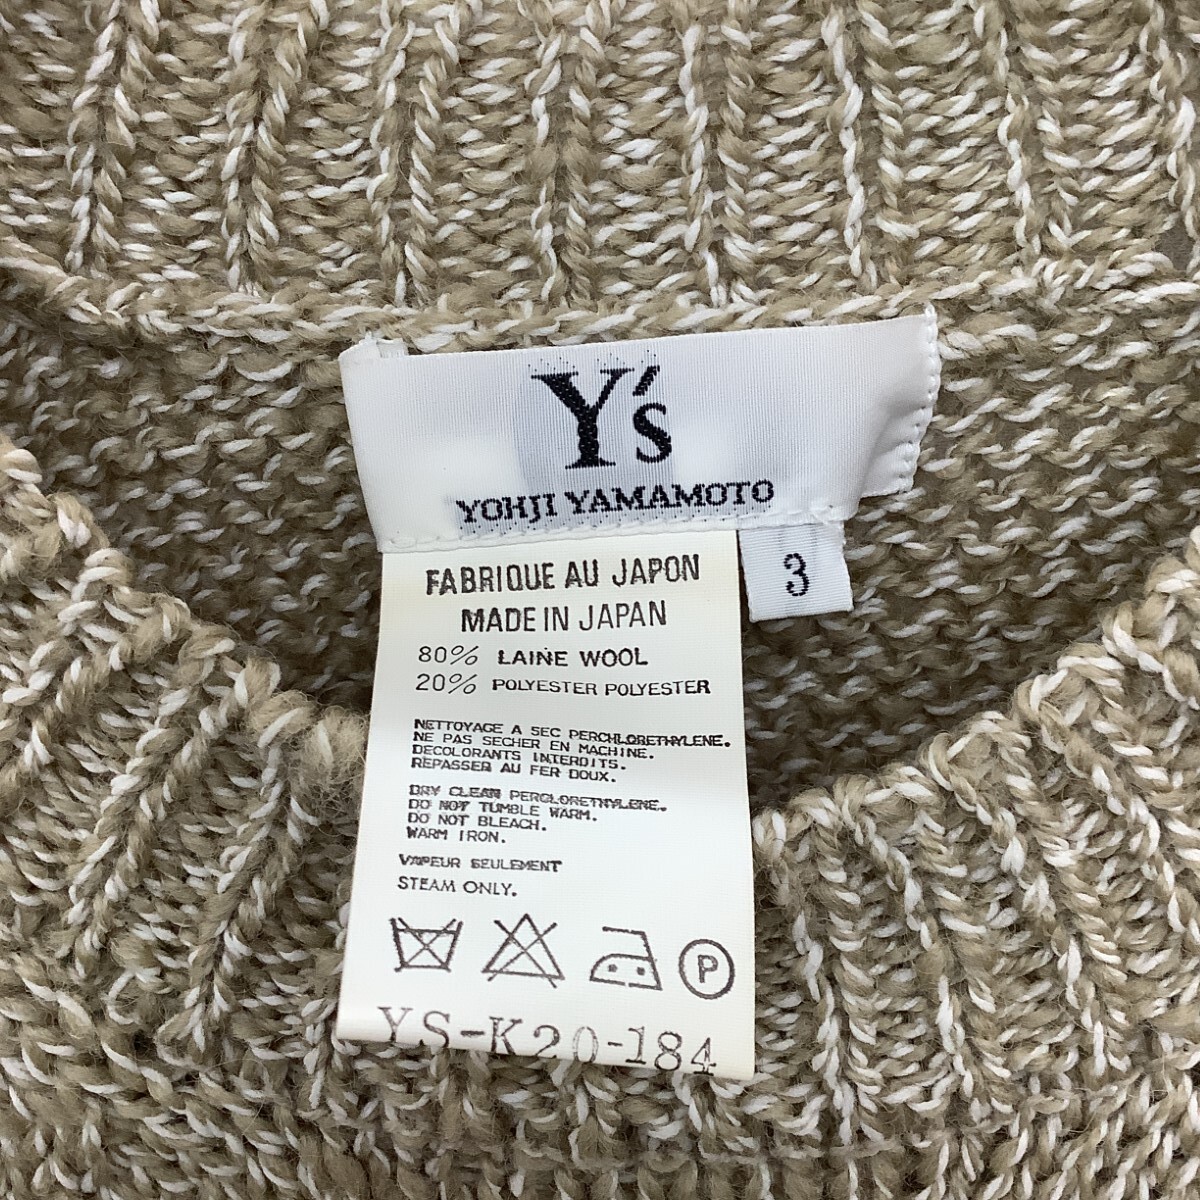 Y's
YOHJI YAMAMOTO
3
FABRIQUE AU JAPON
MADE IN JAPAN
80% LAINE WOOL
20% POLYESTER POLYESTER
NETTOYAGE A SEC PERCHLORETHYLENE.
NE PAS SECHER EN MACHINE.
DECOLORANTS INTERDITS.
REPASSER AU FER DOUX.
DRY CLEAN PERCLORETHYLENE.
DO NOT TUMBLE WARM.
DO NOT BLEACH.
WARM IRON.
VAPEUR SEULEMENT
STEAM ONLY.
P
YS-K20-184